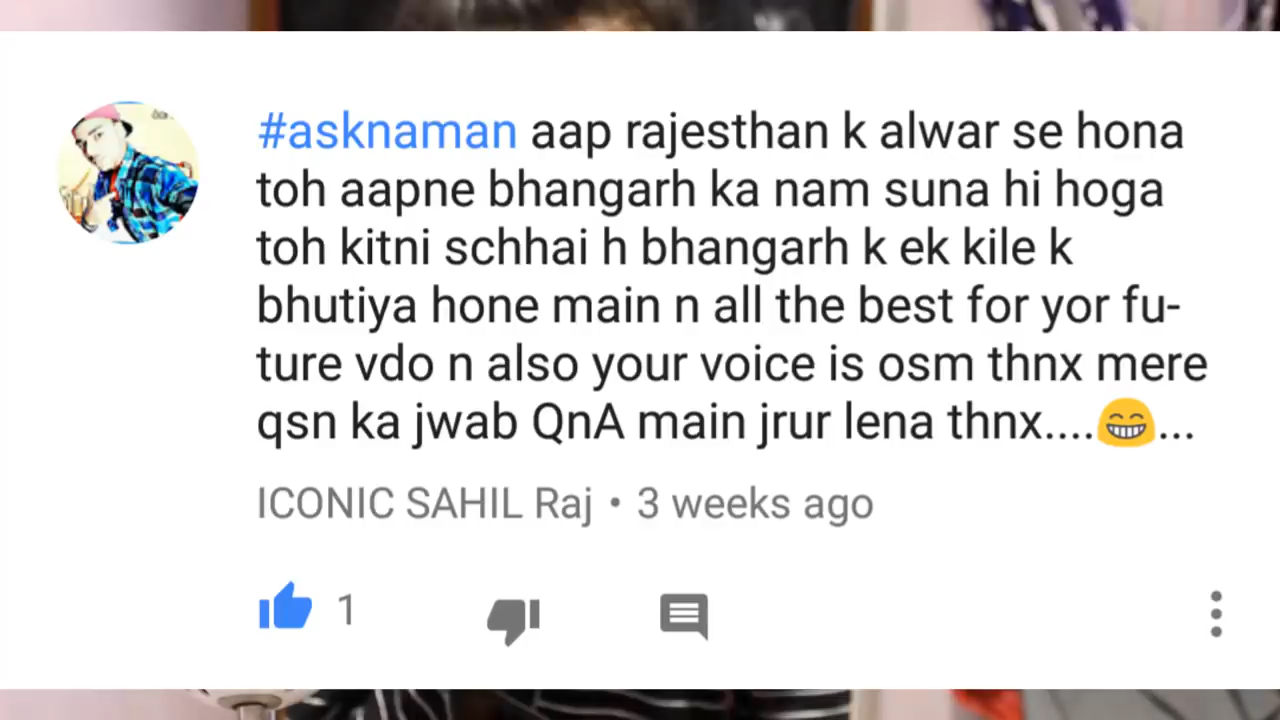 #asknaman aap rajesthan k alwar se hona
toh aapne bhangarh ka nam suna hi hoga
toh kitni schhai h bhangarh k ek kile k
bhutiya hone main n all the best for yor fu-
ture vdo n also your voice is osm thnx mere
qsn ka jwab QnA main jrur lena thnx....😁...
ICONIC SAHIL Raj • 3 weeks ago
1